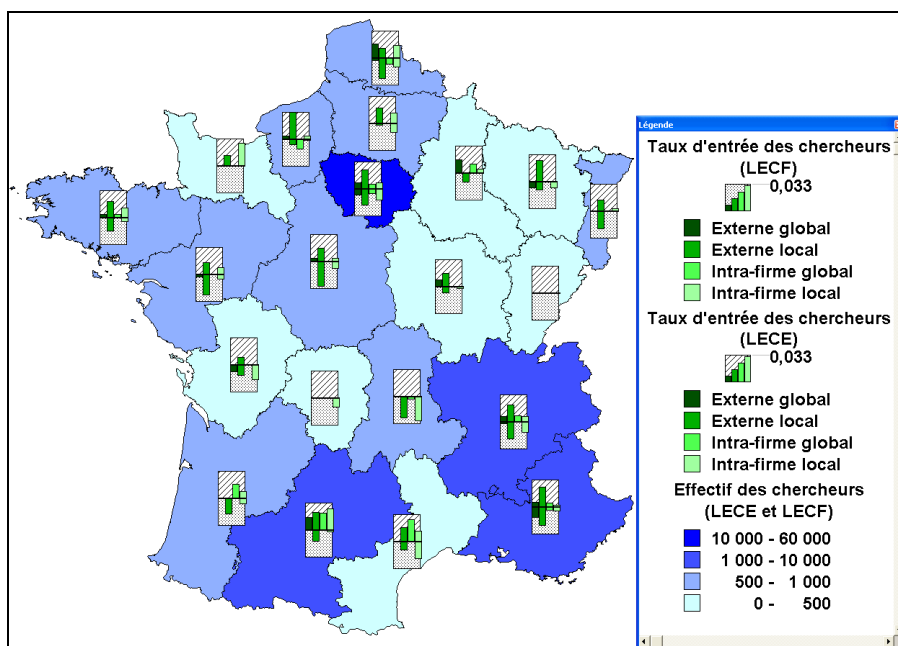 Légende
Taux d'entrée des chercheurs
(LECF)
0,033
Externe global
Externe local
Intra-firme global
Intra-firme local
Taux d'entrée des chercheurs
(LECE)
0,033
Externe global
Externe local
Intra-firme global
Intra-firme local
Effectif des chercheurs
(LECE et LECF)
10 000 - 60 000
1 000 - 10 000
500 - 1 000
0 - 500